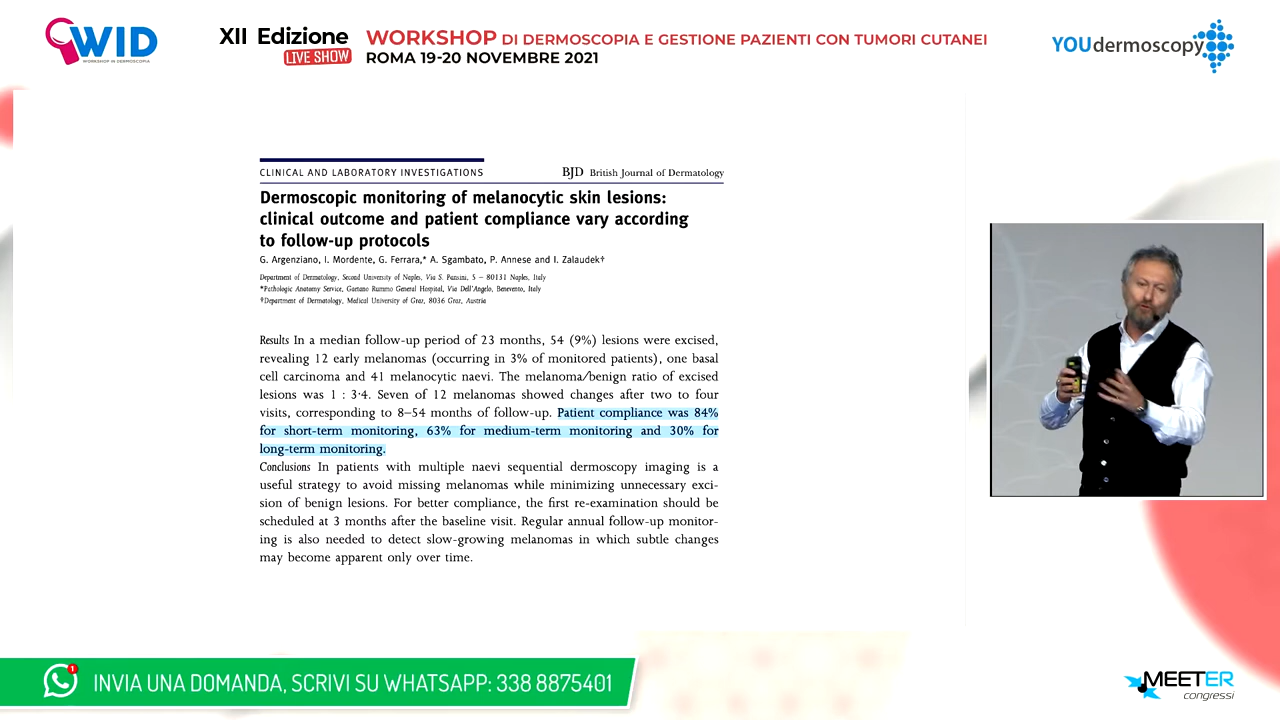 WID
WORKSHOP IN DERMOSCOPIA
XII Edizione
LIVE SHOW
WORKSHOP DI DERMOSCOPIA E GESTIONE PAZIENTI CON TUMORI CUTANEI
ROMA 19-20 NOVEMBRE 2021
YOUdermoscopy
CLINICAL AND LABORATORY INVESTIGATIONS
BJD British Journal of Dermatology
Dermoscopic monitoring of melanocytic skin lesions:
clinical outcome and patient compliance vary according
to follow-up protocols
G. Argenziano, I. Mordente, G. Ferrara,* A. Sgambato, P. Annese and I. Zalaudek†
Department of Dermatology, Second University of Naples, Via S. Pansini, 5 – 80131 Naples, Italy
*Pathologic Anatomy Service, Gaetano Rummo General Hospital, Via Dell'Angelo, Benevento, Italy
†Department of Dermatology, Medical University of Graz, 8036 Graz, Austria
Results In a median follow-up period of 23 months, 54 (9%) lesions were excised,
revealing 12 early melanomas (occurring in 3% of monitored patients), one basal
cell carcinoma and 41 melanocytic naevi. The melanoma/benign ratio of excised
lesions was 1 : 3·4. Seven of 12 melanomas showed changes after two to four
visits, corresponding to 8–54 months of follow-up. Patient compliance was 84%
for short-term monitoring, 63% for medium-term monitoring and 30% for
long-term monitoring.
Conclusions In patients with multiple naevi sequential dermoscopy imaging is a
useful strategy to avoid missing melanomas while minimizing unnecessary exci-
sion of benign lesions. For better compliance, the first re-examination should be
scheduled at 3 months after the baseline visit. Regular annual follow-up monitor-
ing is also needed to detect slow-growing melanomas in which subtle changes
may become apparent only over time.
1
INVIA UNA DOMANDA, SCRIVI SU WHATSAPP: 338 8875401
MEETER
congressi